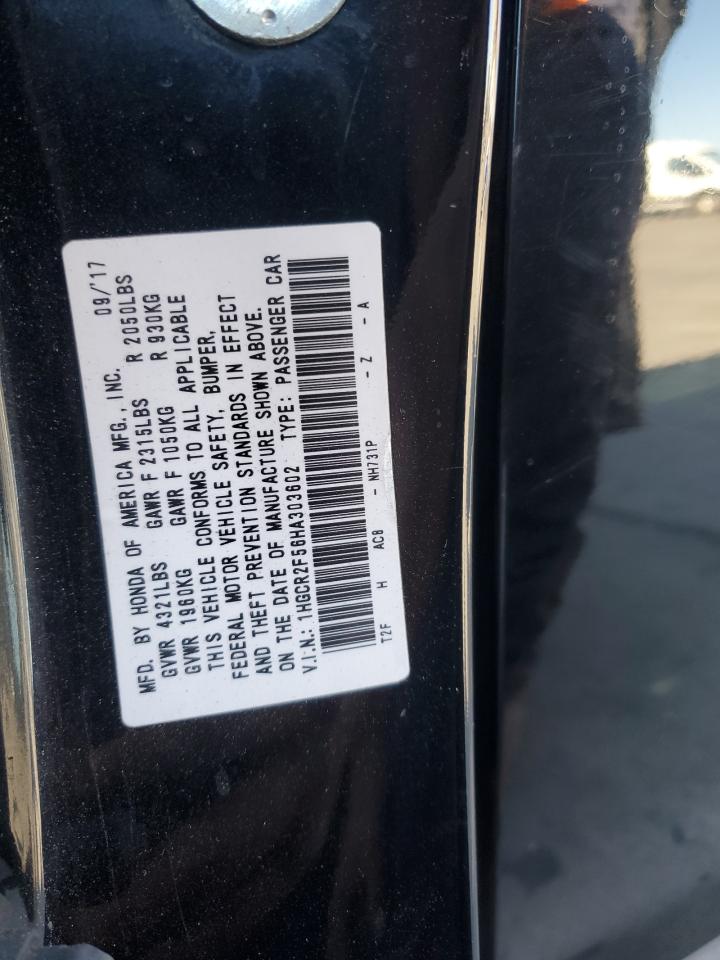 MFD. BY HONDA OF AMERICA MFG., INC. 09/'17
GVWR 4321LBS GAWR F 2315LBS R 2050LBS
GVWR 1960KG GAWR F 1050KG R 930KG
THIS VEHICLE CONFORMS TO ALL APPLICABLE
FEDERAL MOTOR VEHICLE SAFETY, BUMPER,
AND THEFT PREVENTION STANDARDS IN EFFECT
ON THE DATE OF MANUFACTURE SHOWN ABOVE.
V.I.N.: 1HGCR2F56HA303602 TYPE: PASSENGER CAR
T2F H AC8 - NH731P - Z - A